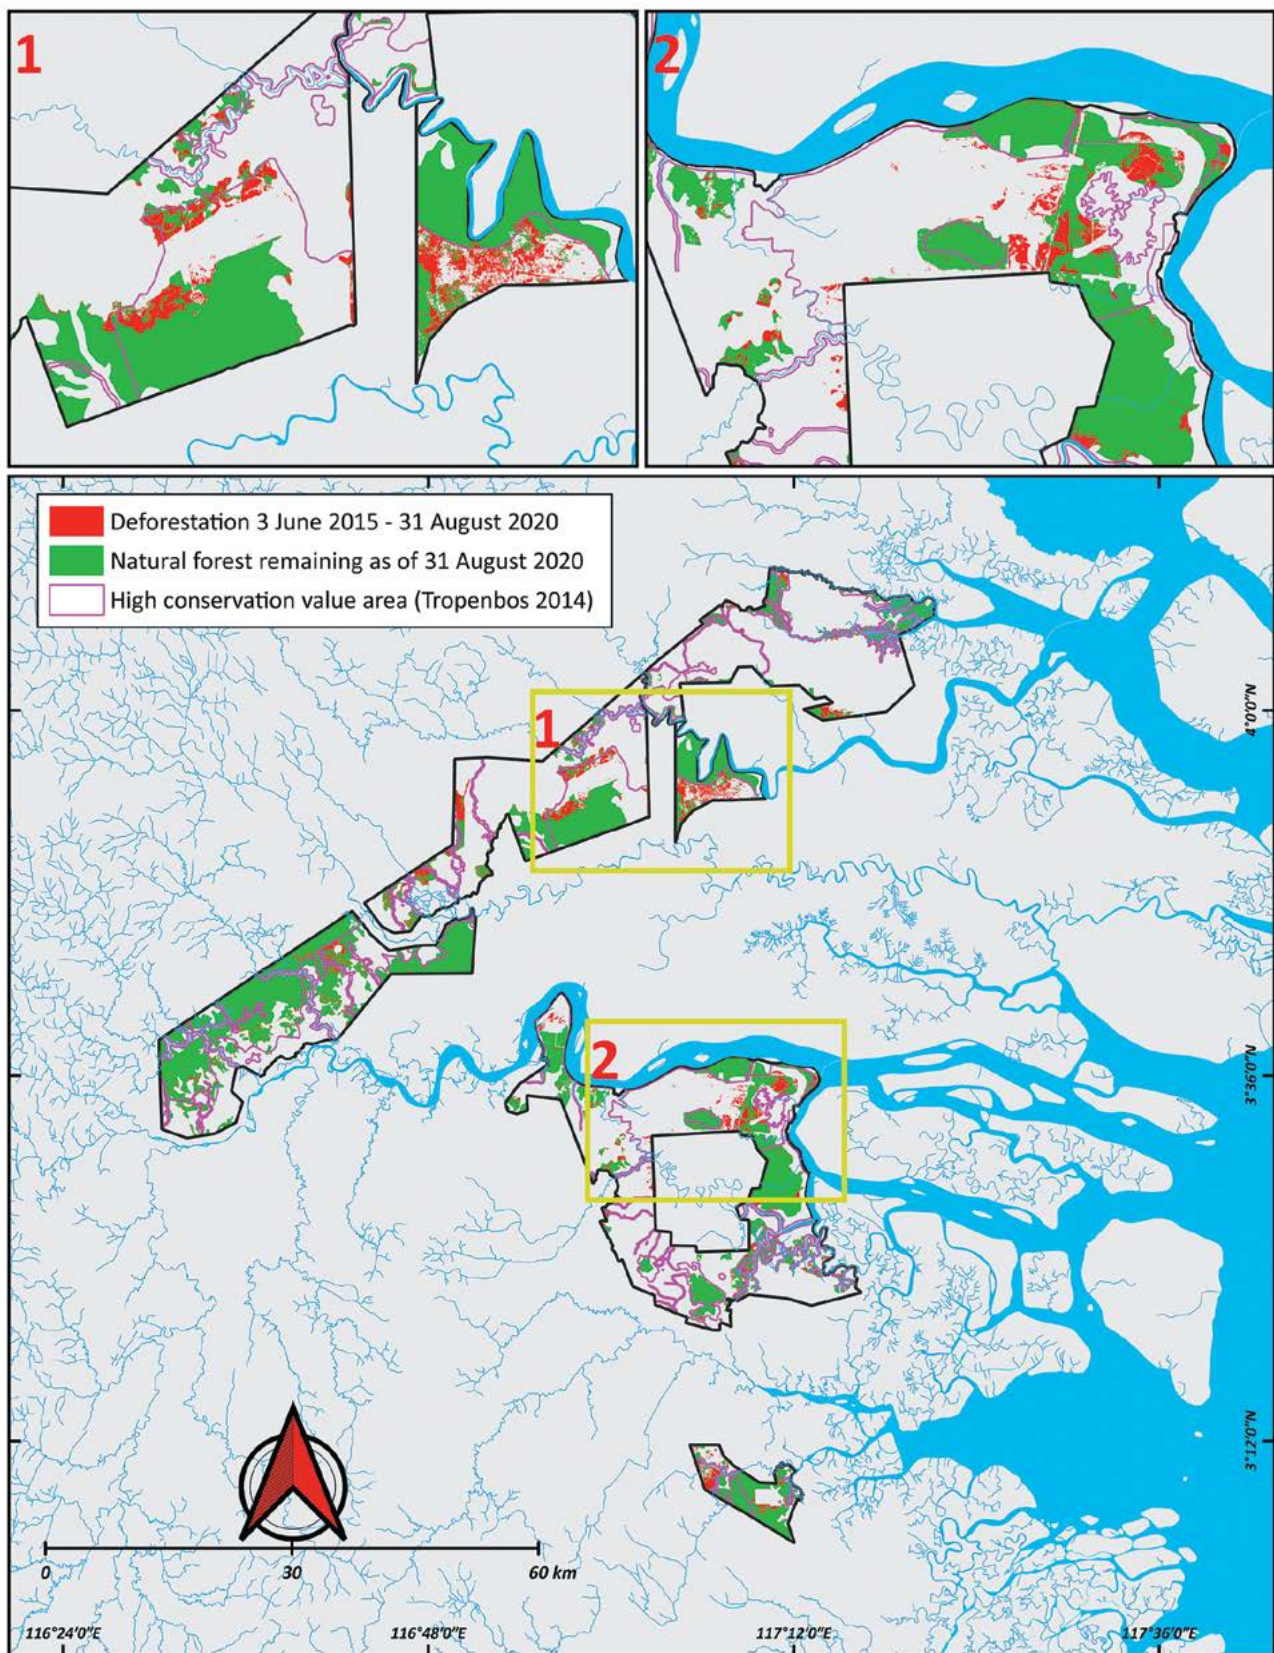 1
2
Deforestation 3 June 2015 - 31 August 2020
Natural forest remaining as of 31 August 2020
High conservation value area (Tropenbos 2014)
1
4°0'0"N
2
3°36'0"N
3°12'0"N
0
30
60 km
116°24'0"E
116°48'0"E
117°12'0"E
117°36'0"E